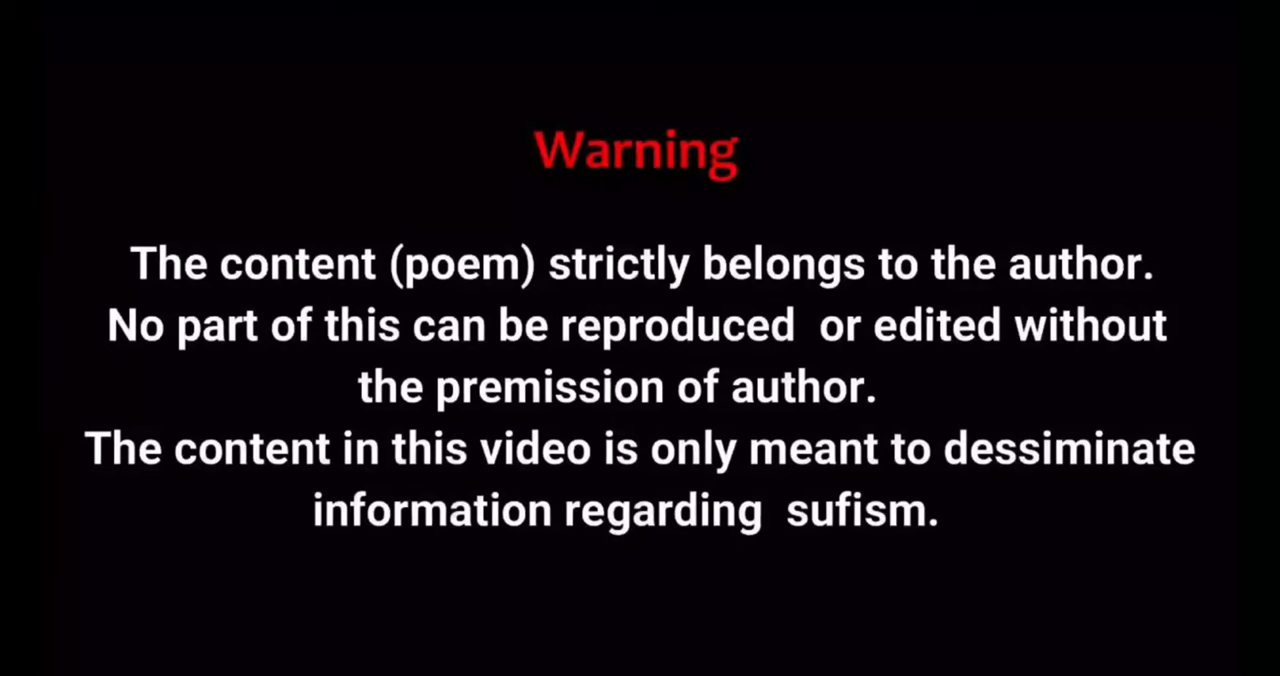 Warning
The content (poem) strictly belongs to the author.
No part of this can be reproduced  or edited without
the premission of author.
The content in this video is only meant to dessiminate
information regarding  sufism.